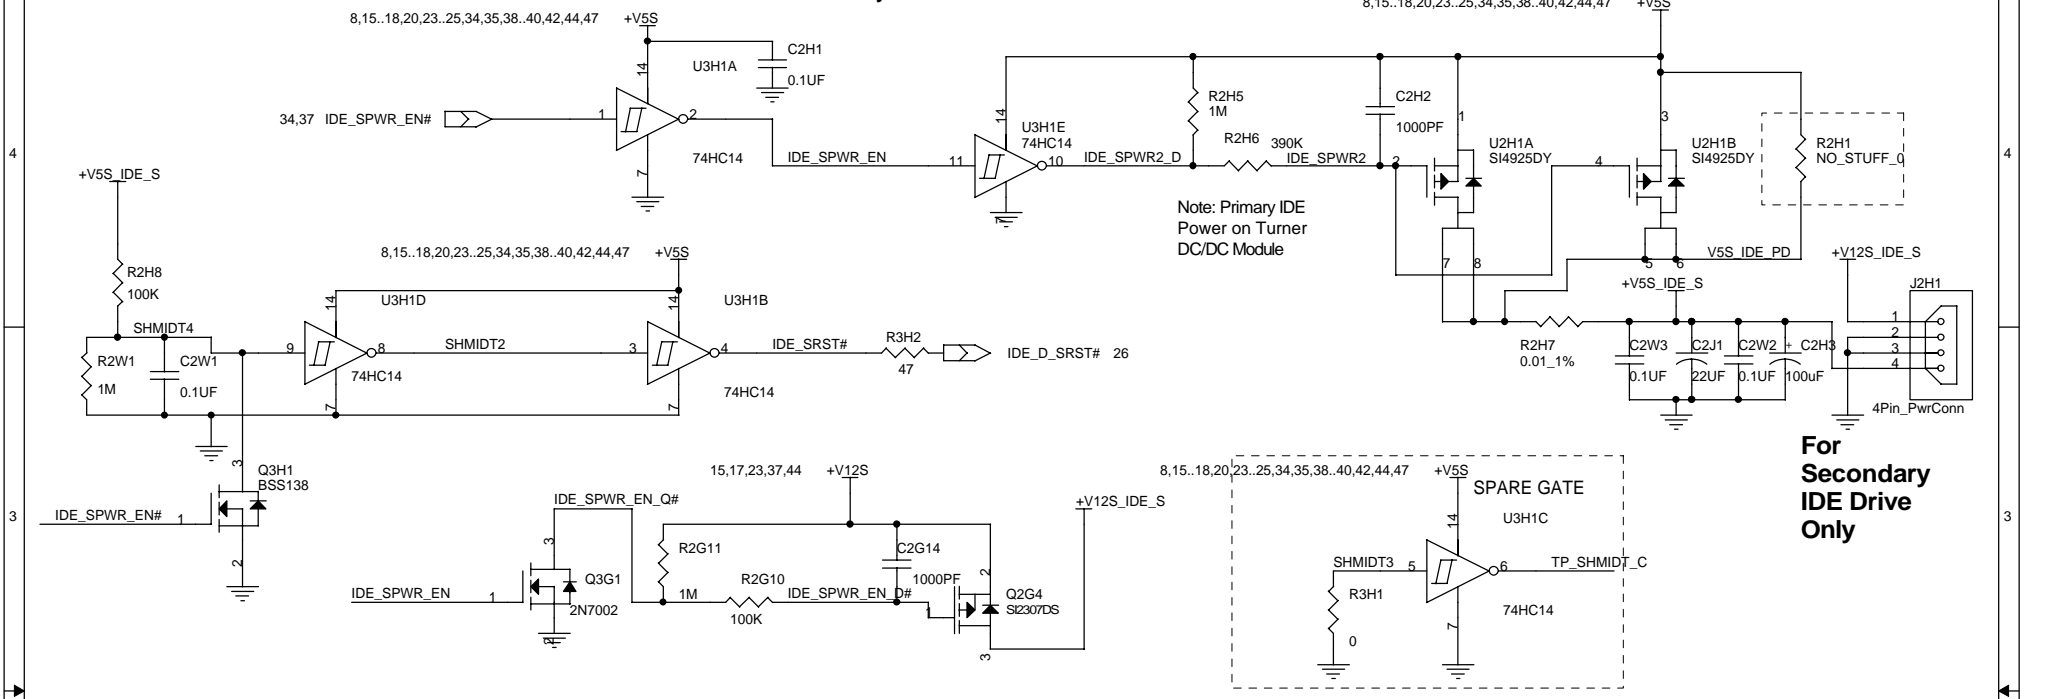 8,15..18,20,23..25,34,35,38..40,42,44,47 +V5S
8,15..18,20,23..25,34,35,38..40,42,44,47 +V5S
C2H1
0.1UF
U3H1A
14
34,37 IDE_SPWR_EN#
1
2
74HC14
7
IDE_SPWR_EN
11
14
U3H1E
74HC14
10
IDE_SPWR2_D
R2H5
1M
R2H6
390K
IDE_SPWR2
C2H2
1000PF
1
2
U2H1A
SI4925DY
3
4
U2H1B
SI4925DY
R2H1
NO_STUFF_0
4
4
Note: Primary IDE
Power on Turner
DC/DC Module
7
8
5
6
V5S_IDE_PD
+V5S_IDE_S
+V12S_IDE_S
J2H1
1
2
3
4
4Pin_PwrConn
R2H7
0.01_1%
C2W3
0.1UF
C2J1
22UF
C2W2
0.1UF
+ C2H3
100uF
For
Secondary
IDE Drive
Only
+V5S_IDE_S
R2H8
100K
SHMIDT4
R2W1
1M
C2W1
0.1UF
8,15..18,20,23..25,34,35,38..40,42,44,47 +V5S
14
U3H1D
9
8
74HC14
7
SHMIDT2
14
U3H1B
3
4
74HC14
7
IDE_SRST#
R3H2
47
IDE_D_SRST# 26
3
Q3H1
BSS138
IDE_SPWR_EN#
1
2
3
3
15,17,23,37,44 +V12S
IDE_SPWR_EN_Q#
3
Q3G1
2N7002
IDE_SPWR_EN
1
2
R2G11
1M
R2G10
100K
IDE_SPWR_EN_D#
C2G14
1000PF
2
1
Q2G4
SI2307DS
3
+V12S_IDE_S
8,15..18,20,23..25,34,35,38..40,42,44,47 +V5S
SPARE GATE
U3H1C
14
SHMIDT3
5
6
TP_SHMIDT_C
74HC14
7
R3H1
0